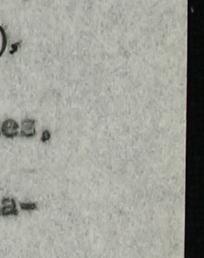 ),
es,
a-